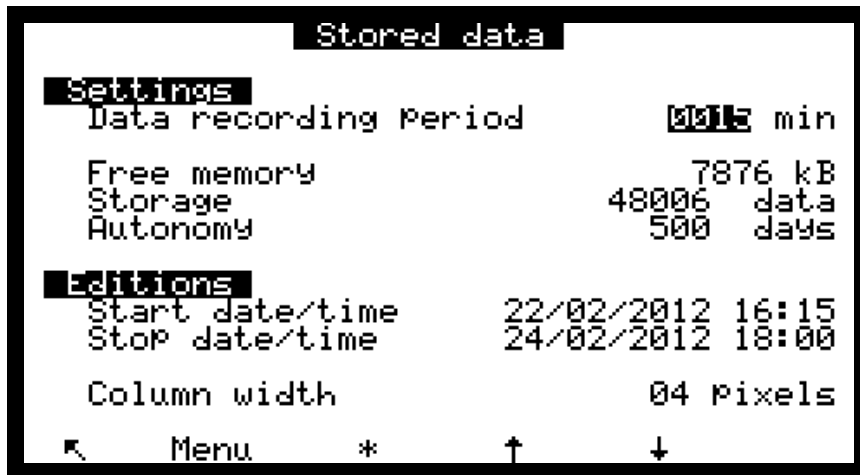 Stored data
Settings
Data recording Period 0015 min
Free memory 7876 kB
Storage 48006 data
Autonomy 500 days
Editions
Start date/time 22/02/2012 16:15
Stop date/time 24/02/2012 18:00
Column width 04 Pixels
↖ Menu * ↑ ↓